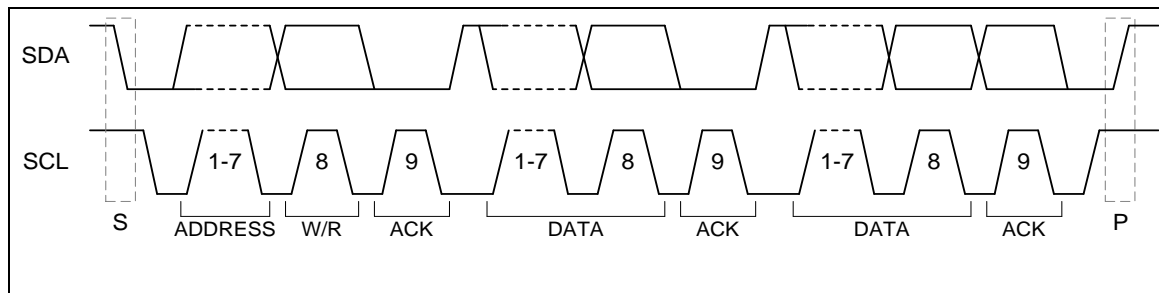 SDA
SCL
1-7 8 9 1-7 8 9 1-7 8 9
S ADDRESS W/R ACK DATA ACK DATA ACK P